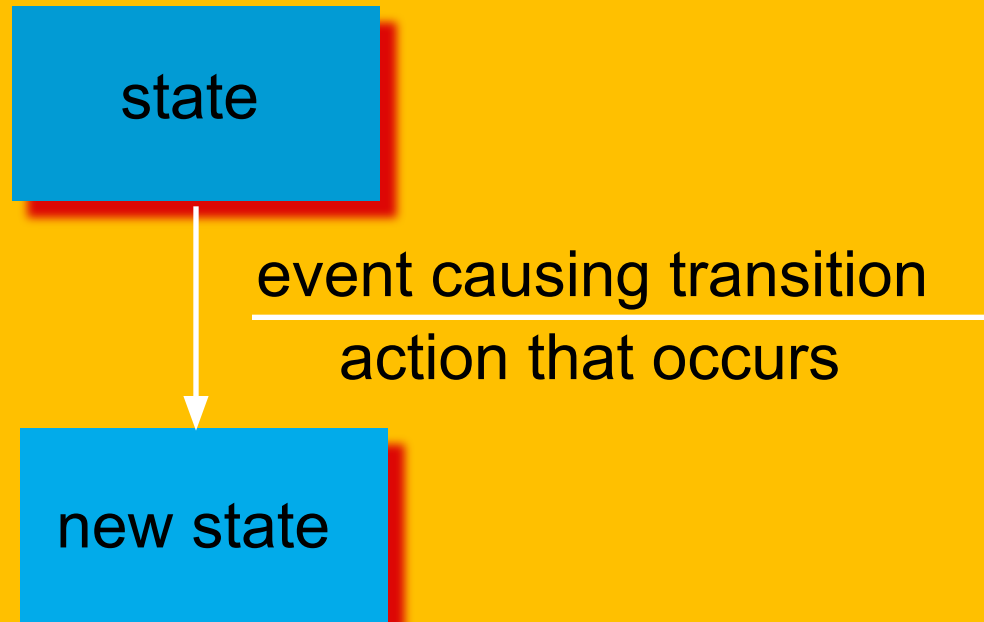 state
event causing transition
action that occurs
new state